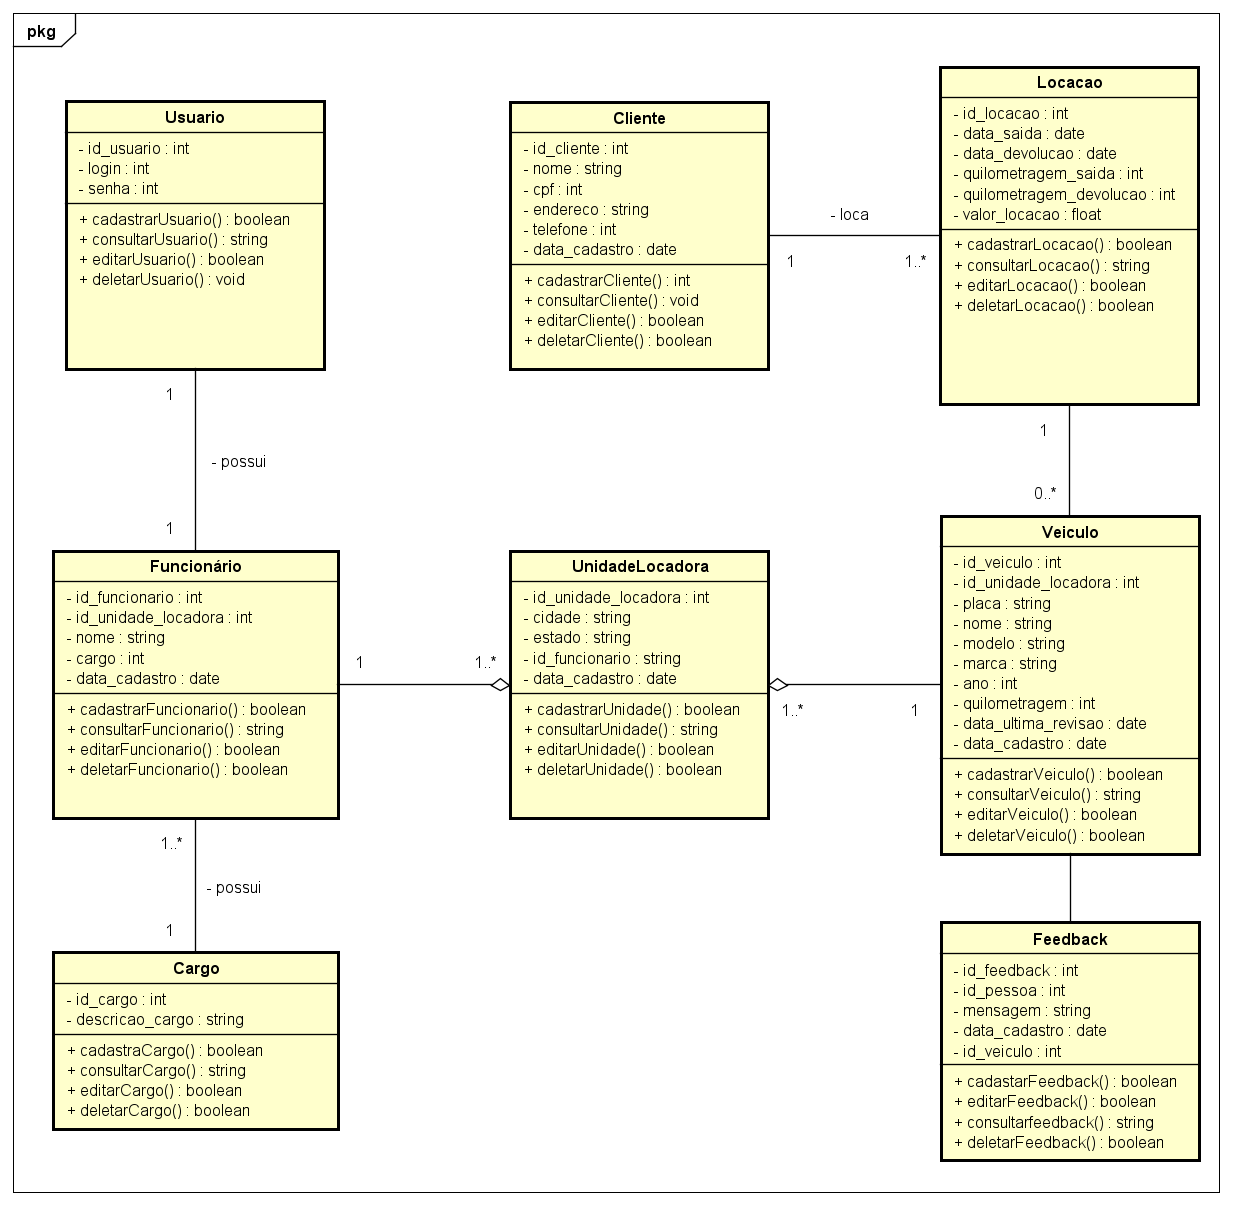 pkg
Usuario
- id_usuario : int
- login : int
- senha : int
+ cadastrarUsuario() : boolean
+ consultarUsuario() : string
+ editarUsuario() : boolean
+ deletarUsuario() : void
Cliente
- id_cliente : int
- nome : string
- cpf : int
- endereco : string
- telefone : int
- data_cadastro : date
+ cadastrarCliente() : int
+ consultarCliente() : void
+ editarCliente() : boolean
+ deletarCliente() : boolean
- loca
1
1..*
Locacao
- id_locacao : int
- data_saida : date
- data_devolucao : date
- quilometragem_saida : int
- quilometragem_devolucao : int
- valor_locacao : float
+ cadastrarLocacao() : boolean
+ consultarLocacao() : string
+ editarLocacao() : boolean
+ deletarLocacao() : boolean
1
- possui
1
1
0..*
Funcionário
- id_funcionario : int
- id_unidade_locadora : int
- nome : string
- cargo : int
- data_cadastro : date
+ cadastrarFuncionario() : boolean
+ consultarFuncionario() : string
+ editarFuncionario() : boolean
+ deletarFuncionario() : boolean
1
1..*
UnidadeLocadora
- id_unidade_locadora : int
- cidade : string
- estado : string
- id_funcionario : string
- data_cadastro : date
+ cadastrarUnidade() : boolean
+ consultarUnidade() : string
+ editarUnidade() : boolean
+ deletarUnidade() : boolean
1..*
1
Veiculo
- id_veiculo : int
- id_unidade_locadora : int
- placa : string
- nome : string
- modelo : string
- marca : string
- ano : int
- quilometragem : int
- data_ultima_revisao : date
- data_cadastro : date
+ cadastrarVeiculo() : boolean
+ consultarVeiculo() : string
+ editarVeiculo() : boolean
+ deletarVeiculo() : boolean
1..*
- possui
1
Cargo
- id_cargo : int
- descricao_cargo : string
+ cadastraCargo() : boolean
+ consultarCargo() : string
+ editarCargo() : boolean
+ deletarCargo() : boolean
Feedback
- id_feedback : int
- id_pessoa : int
- mensagem : string
- data_cadastro : date
- id_veiculo : int
+ cadastarFeedback() : boolean
+ editarFeedback() : boolean
+ consultarfeedback() : string
+ deletarFeedback() : boolean